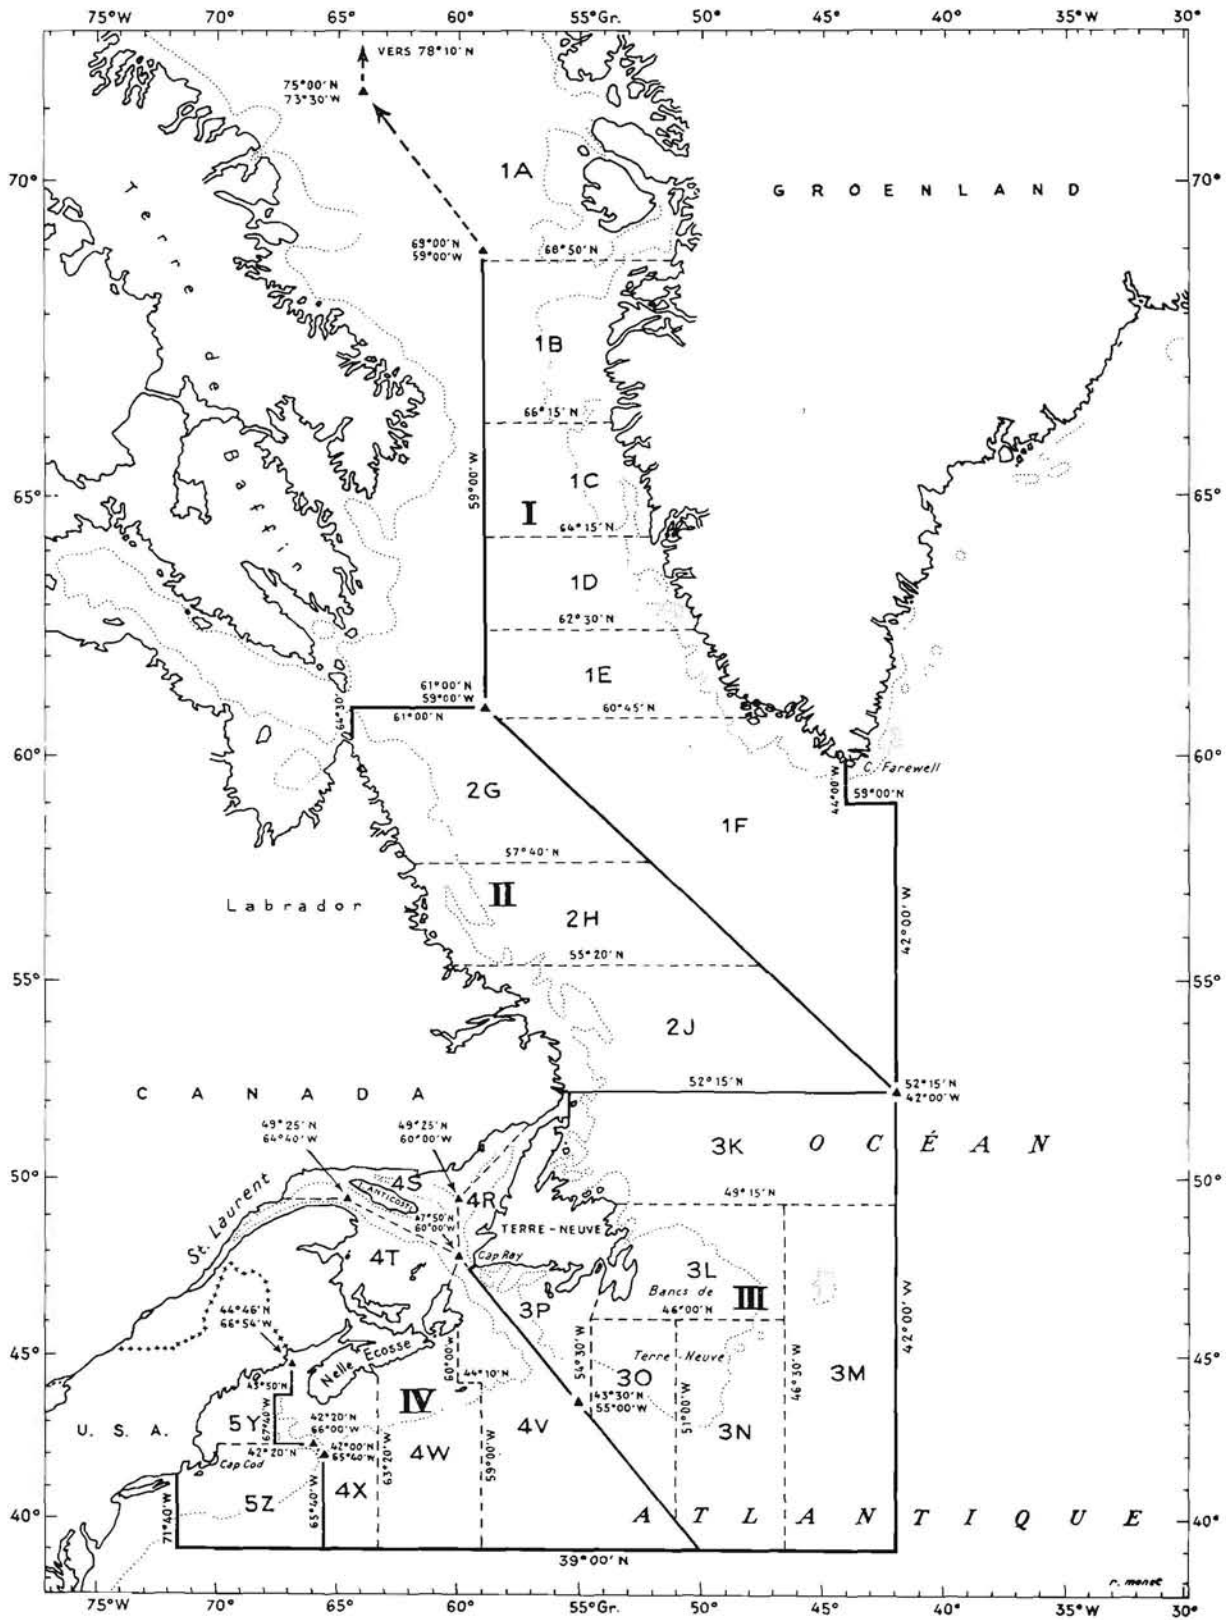 75°W 70° 65° 60° 55°Gr. 50° 45° 40° 35°W 30°
VERS 78°10'N
75°00'N
73°30'W
1A
70°
GROENLAND
70°
Terre de Baffin
69°00'N
59°00'W
68°50'N
1B
66°15'N
59°00'W
1C
65°
65°
I
64°15'N
1D
62°30'N
1E
61°00'N
59°00'W
64°30'
61°00'N
60°45'N
60°
60°
C. Farewell
44°00'W
59°00'N
2G
1F
57°40'N
II
Labrador
2H
42°00'W
55°20'N
55°
55°
2J
52°15'N
52°15'N
42°00'W
CANADA
49°25'N
64°40'W
49°25'N
60°00'W
3K
OCÉAN
50°
50°
4S
ANTICOSTI
4R
49°15'N
St. Laurent
47°50'N
60°00'W
TERRE-NEUVE
4T
Cap Ray
3L
Bancs de
III
46°00'N
3P
44°46'N
66°54'W
42°00'W
45°
45°
Nelle Ecosse
60°00'W
54°30'W
Terre-Neuve
46°30'W
3M
43°50'N
44°10'N
3O
43°30'N
55°00'W
51°00'W
IV
5Y
67°40'W
42°20'N
66°00'W
4V
3N
U.S.A.
42°20'N
42°00'N
65°40'W
4W
Cap Cod
63°20'W
59°00'W
5Z
4X
71°40'W
65°40'W
40°
ATLANTIQUE
40°
39°00'N
r. monet
75°W 70° 65° 60° 55°Gr. 50° 45° 40° 35°W 30°